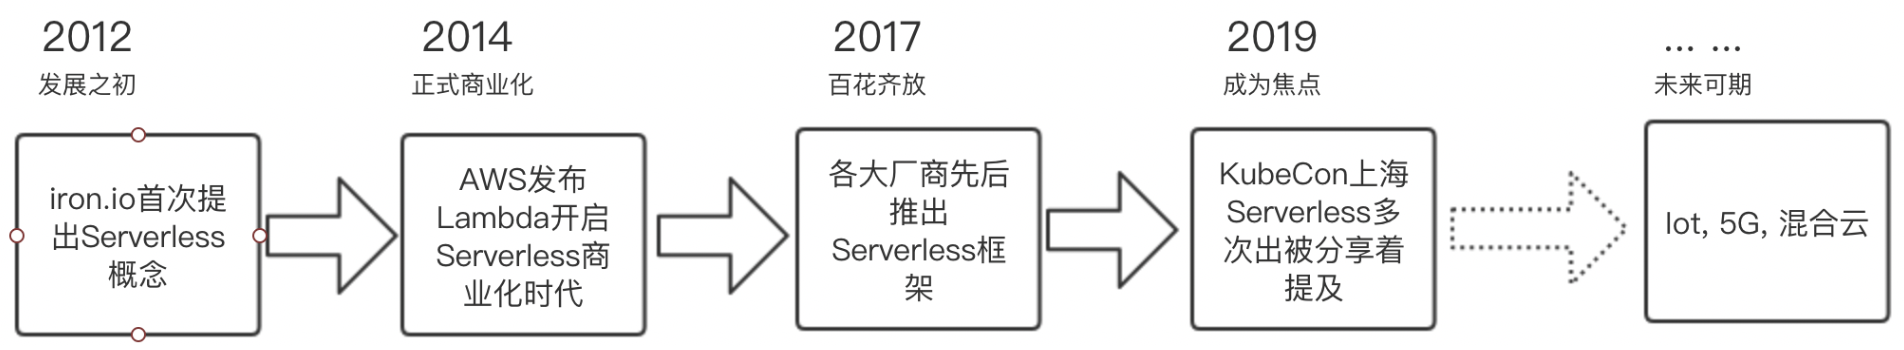 2012
发展之初
iron.io首次提
出Serverless
概念
2014
正式商业化
AWS发布
Lambda开启
Serverless商
业化时代
2017
百花齐放
各大厂商先后
推出
Serverless框
架
2019
成为焦点
KubeCon上海
Serverless多
次出被分享着
提及
... ...
未来可期
Iot, 5G, 混合云